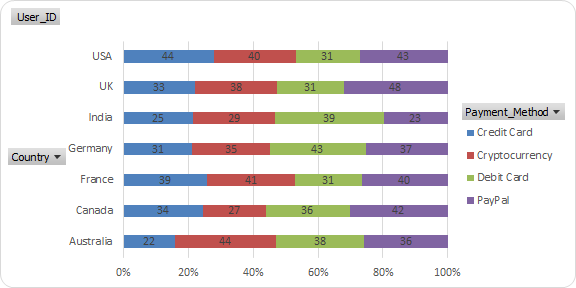 User_ID
USA 44 40 31 43
UK 33 38 31 48
India 25 29 39 23
Germany 31 35 43 37
France 39 41 31 40
Canada 34 27 36 42
Australia 22 44 38 36
0% 20% 40% 60% 80% 100%
Country
Payment_Method
Credit Card
Cryptocurrency
Debit Card
PayPal